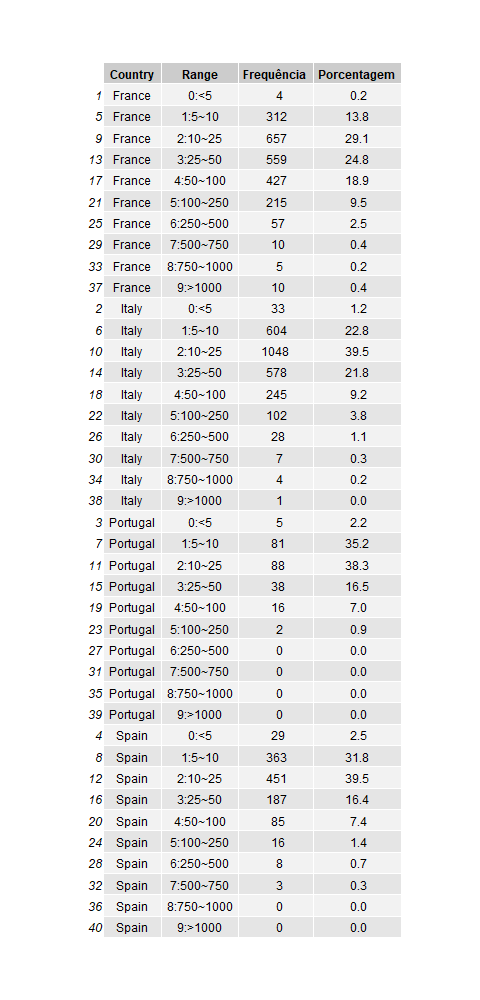 Country Range Frequência Porcentagem
1 France 0:<5 4 0.2
5 France 1:5~10 312 13.8
9 France 2:10~25 657 29.1
13 France 3:25~50 559 24.8
17 France 4:50~100 427 18.9
21 France 5:100~250 215 9.5
25 France 6:250~500 57 2.5
29 France 7:500~750 10 0.4
33 France 8:750~1000 5 0.2
37 France 9:>1000 10 0.4
2 Italy 0:<5 33 1.2
6 Italy 1:5~10 604 22.8
10 Italy 2:10~25 1048 39.5
14 Italy 3:25~50 578 21.8
18 Italy 4:50~100 245 9.2
22 Italy 5:100~250 102 3.8
26 Italy 6:250~500 28 1.1
30 Italy 7:500~750 7 0.3
34 Italy 8:750~1000 4 0.2
38 Italy 9:>1000 1 0.0
3 Portugal 0:<5 5 2.2
7 Portugal 1:5~10 81 35.2
11 Portugal 2:10~25 88 38.3
15 Portugal 3:25~50 38 16.5
19 Portugal 4:50~100 16 7.0
23 Portugal 5:100~250 2 0.9
27 Portugal 6:250~500 0 0.0
31 Portugal 7:500~750 0 0.0
35 Portugal 8:750~1000 0 0.0
39 Portugal 9:>1000 0 0.0
4 Spain 0:<5 29 2.5
8 Spain 1:5~10 363 31.8
12 Spain 2:10~25 451 39.5
16 Spain 3:25~50 187 16.4
20 Spain 4:50~100 85 7.4
24 Spain 5:100~250 16 1.4
28 Spain 6:250~500 8 0.7
32 Spain 7:500~750 3 0.3
36 Spain 8:750~1000 0 0.0
40 Spain 9:>1000 0 0.0